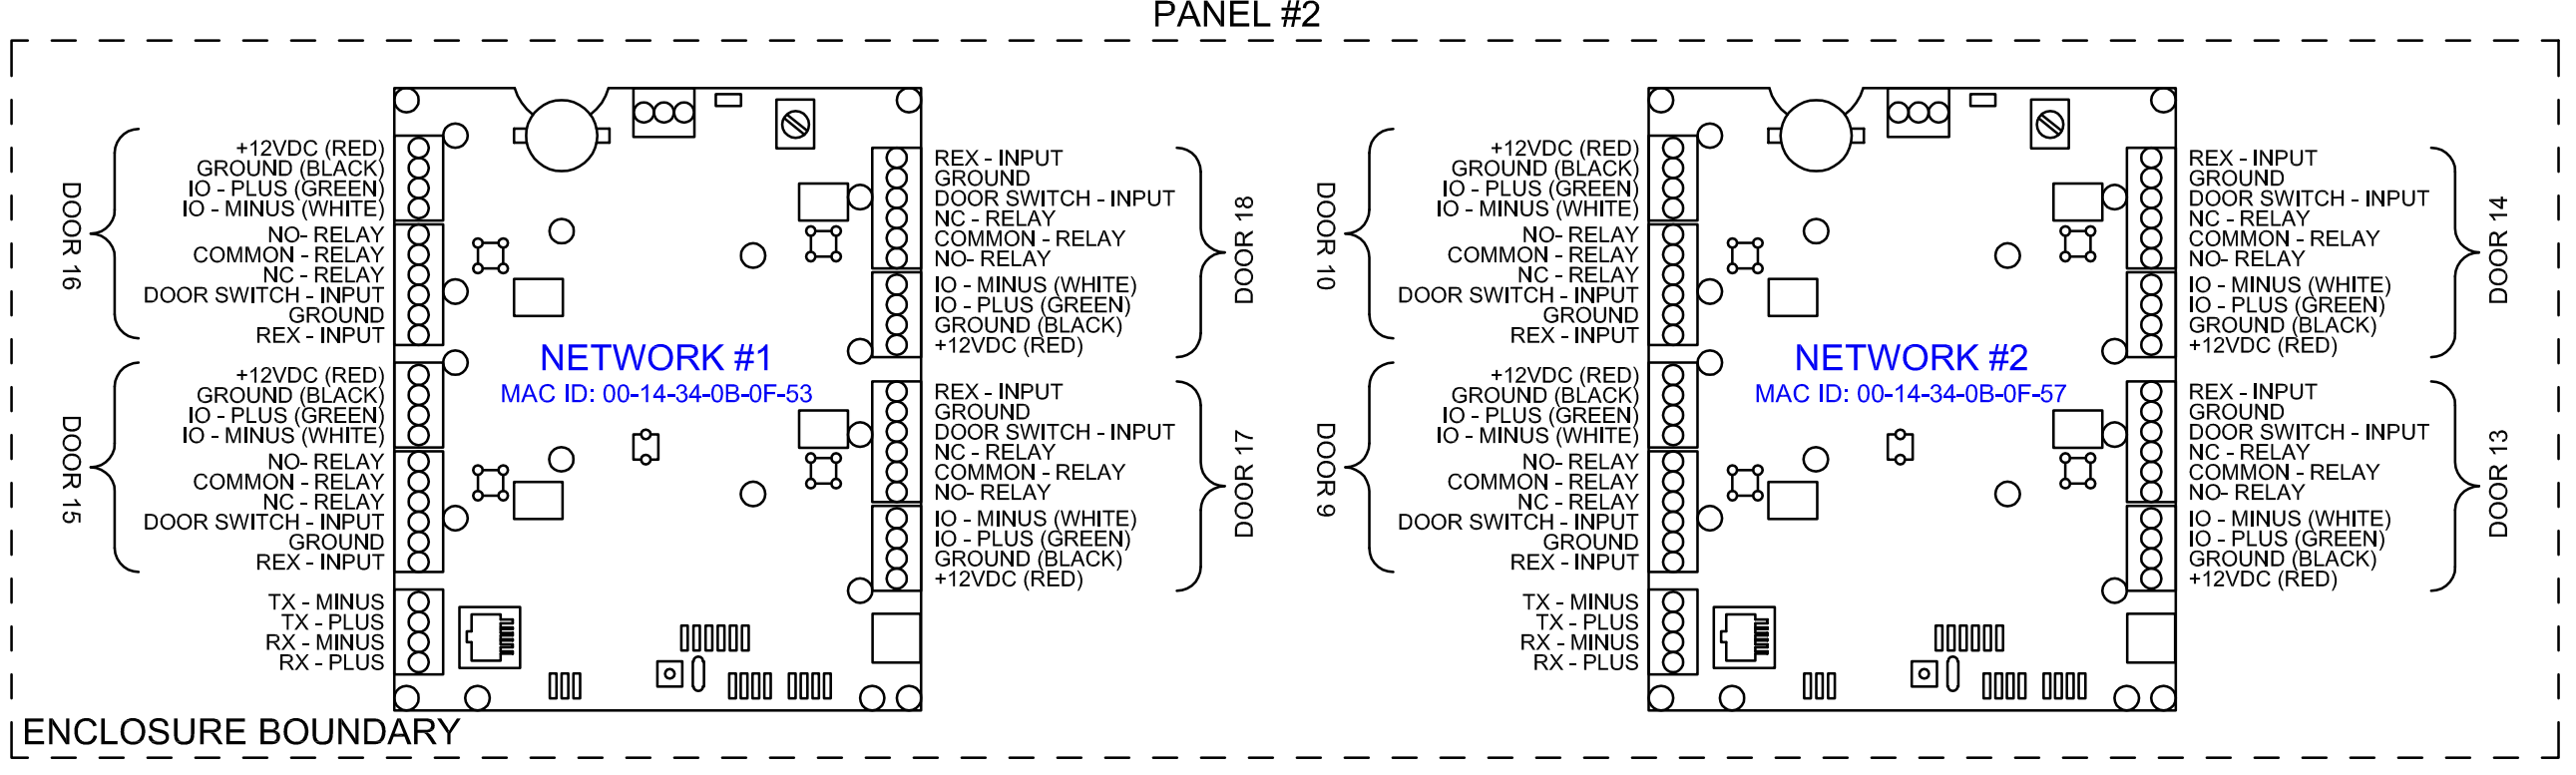 PANEL #2
DOOR 16
+12VDC (RED)
GROUND (BLACK)
IO - PLUS (GREEN)
IO - MINUS (WHITE)
NO- RELAY
COMMON - RELAY
NC - RELAY
DOOR SWITCH - INPUT
GROUND
REX - INPUT
DOOR 15
+12VDC (RED)
GROUND (BLACK)
IO - PLUS (GREEN)
IO - MINUS (WHITE)
NO- RELAY
COMMON - RELAY
NC - RELAY
DOOR SWITCH - INPUT
GROUND
REX - INPUT
TX - MINUS
TX - PLUS
RX - MINUS
RX - PLUS
NETWORK #1
MAC ID: 00-14-34-0B-0F-53
REX - INPUT
GROUND
DOOR SWITCH - INPUT
NC - RELAY
COMMON - RELAY
NO- RELAY
IO - MINUS (WHITE)
IO - PLUS (GREEN)
GROUND (BLACK)
+12VDC (RED)
DOOR 18
REX - INPUT
GROUND
DOOR SWITCH - INPUT
NC - RELAY
COMMON - RELAY
NO- RELAY
IO - MINUS (WHITE)
IO - PLUS (GREEN)
GROUND (BLACK)
+12VDC (RED)
DOOR 17
DOOR 10
+12VDC (RED)
GROUND (BLACK)
IO - PLUS (GREEN)
IO - MINUS (WHITE)
NO- RELAY
COMMON - RELAY
NC - RELAY
DOOR SWITCH - INPUT
GROUND
REX - INPUT
DOOR 9
+12VDC (RED)
GROUND (BLACK)
IO - PLUS (GREEN)
IO - MINUS (WHITE)
NO- RELAY
COMMON - RELAY
NC - RELAY
DOOR SWITCH - INPUT
GROUND
REX - INPUT
TX - MINUS
TX - PLUS
RX - MINUS
RX - PLUS
NETWORK #2
MAC ID: 00-14-34-0B-0F-57
REX - INPUT
GROUND
DOOR SWITCH - INPUT
NC - RELAY
COMMON - RELAY
NO- RELAY
IO - MINUS (WHITE)
IO - PLUS (GREEN)
GROUND (BLACK)
+12VDC (RED)
DOOR 14
REX - INPUT
GROUND
DOOR SWITCH - INPUT
NC - RELAY
COMMON - RELAY
NO- RELAY
IO - MINUS (WHITE)
IO - PLUS (GREEN)
GROUND (BLACK)
+12VDC (RED)
DOOR 13
ENCLOSURE BOUNDARY